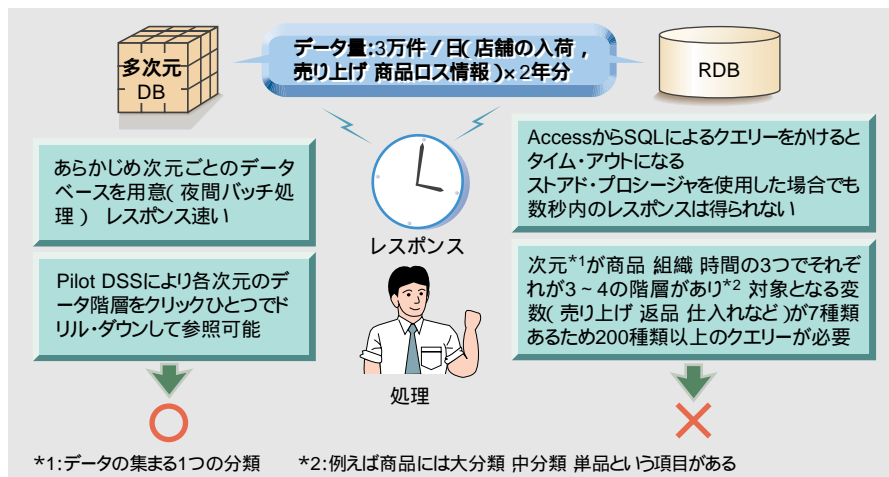 データ量:3万件/日(店舗の入荷,
売り上げ 商品ロス情報)×2年分
多次元
DB
RDB
あらかじめ次元ごとのデータ
ベースを用意(夜間バッチ処
理) レスポンス速い
AccessからSQLによるクエリーをかけると
タイム・アウトになる
ストアド・プロシージャを使用した場合でも
数秒内のレスポンスは得られない
レスポンス
Pilot DSSにより各次元のデ
ータ階層をクリックひとつでド
リル・ダウンして参照可能
次元*1が商品 組織 時間の3つでそれぞ
れが3~4の階層があり*2 対象となる変
数(売り上げ 返品 仕入れなど)が7種類
あるため200種類以上のクエリーが必要
処理
*1:データの集まる1つの分類
*2:例えば商品には大分類 中分類 単品という項目がある